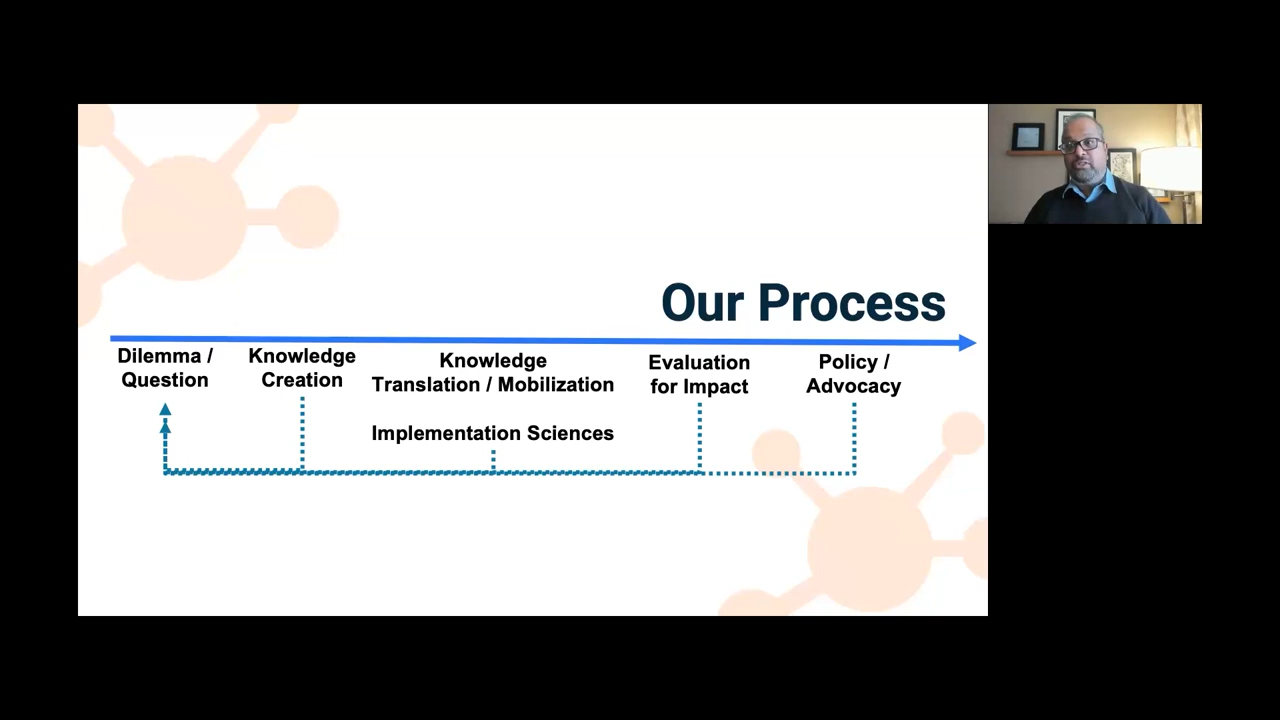 Our Process
Dilemma /
Question
Knowledge
Creation
Knowledge
Translation / Mobilization
Implementation Sciences
Evaluation
for Impact
Policy /
Advocacy